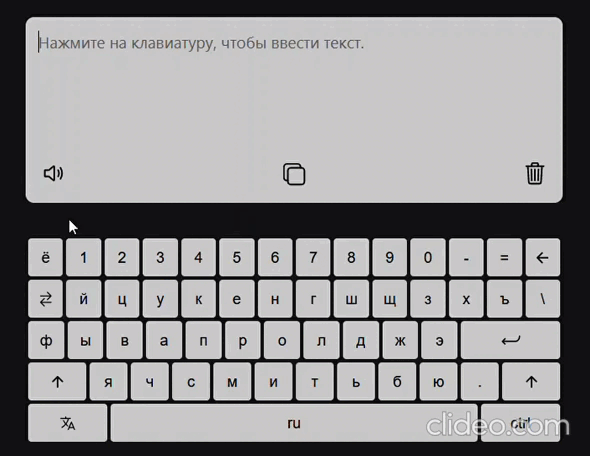 Нажмите на клавиатуру, чтобы ввести текст.
ё 1 2 3 4 5 6 7 8 9 0 - =
й ц у к е н г ш щ з х ъ \
ф ы в а п р о л д ж э
я ч с м и т ь б ю .
ru ctrl
clideo.com